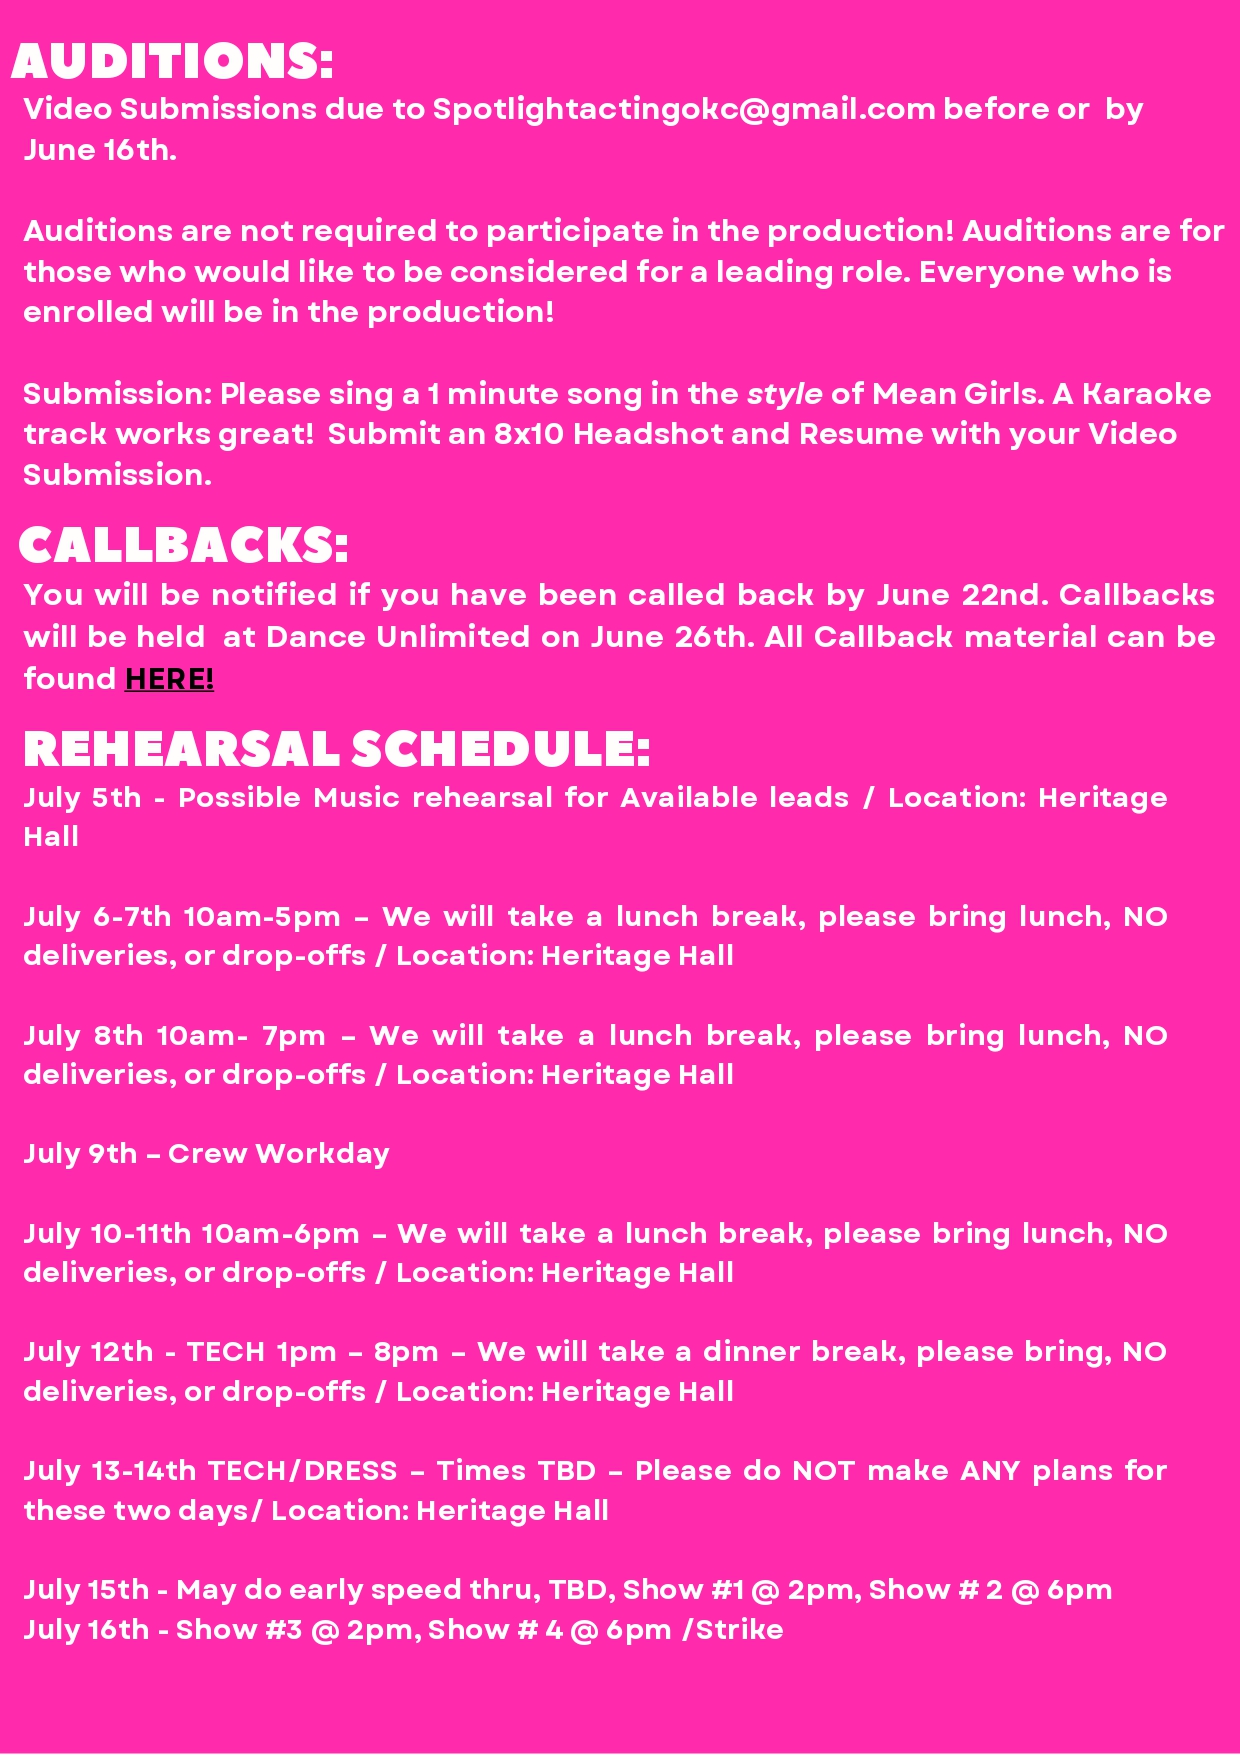 AUDITIONS:
Video Submissions due to Spotlightactingokc@gmail.com before or  by
June 16th.
Auditions are not required to participate in the production! Auditions are for
those who would like to be considered for a leading role. Everyone who is
enrolled will be in the production!
Submission: Please sing a 1 minute song in the style of Mean Girls. A Karaoke
track works great!  Submit an 8x10 Headshot and Resume with your Video
Submission.
CALLBACKS:
You will be notified if you have been called back by June 22nd. Callbacks
will be held  at Dance Unlimited on June 26th. All Callback material can be
found HERE!
REHEARSAL SCHEDULE:
July 5th - Possible Music rehearsal for Available leads / Location: Heritage
Hall
July 6-7th 10am-5pm – We will take a lunch break, please bring lunch, NO
deliveries, or drop-offs / Location: Heritage Hall
July 8th 10am- 7pm – We will take a lunch break, please bring lunch, NO
deliveries, or drop-offs / Location: Heritage Hall
July 9th – Crew Workday
July 10-11th 10am-6pm – We will take a lunch break, please bring lunch, NO
deliveries, or drop-offs / Location: Heritage Hall
July 12th - TECH 1pm – 8pm – We will take a dinner break, please bring, NO
deliveries, or drop-offs / Location: Heritage Hall
July 13-14th TECH/DRESS – Times TBD – Please do NOT make ANY plans for
these two days/ Location: Heritage Hall
July 15th - May do early speed thru, TBD, Show #1 @ 2pm, Show # 2 @ 6pm
July 16th - Show #3 @ 2pm, Show # 4 @ 6pm /Strike